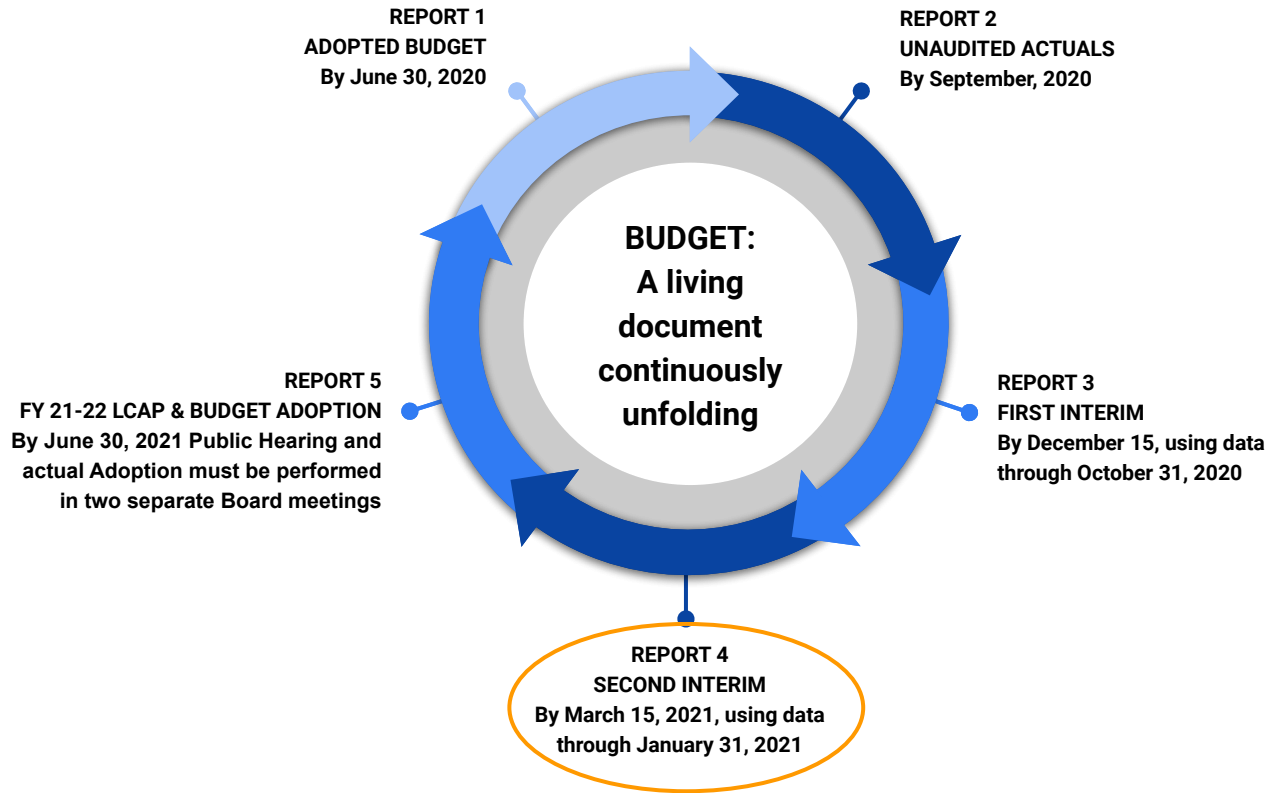 REPORT 1
ADOPTED BUDGET
By June 30, 2020
REPORT 2
UNAUDITED ACTUALS
By September, 2020
BUDGET:
A living
document
continuously
unfolding
REPORT 3
FIRST INTERIM
By December 15, using data
through October 31, 2020
REPORT 4
SECOND INTERIM
By March 15, 2021, using data
through January 31, 2021
REPORT 5
FY 21-22 LCAP & BUDGET ADOPTION
By June 30, 2021 Public Hearing and
actual Adoption must be performed
in two separate Board meetings